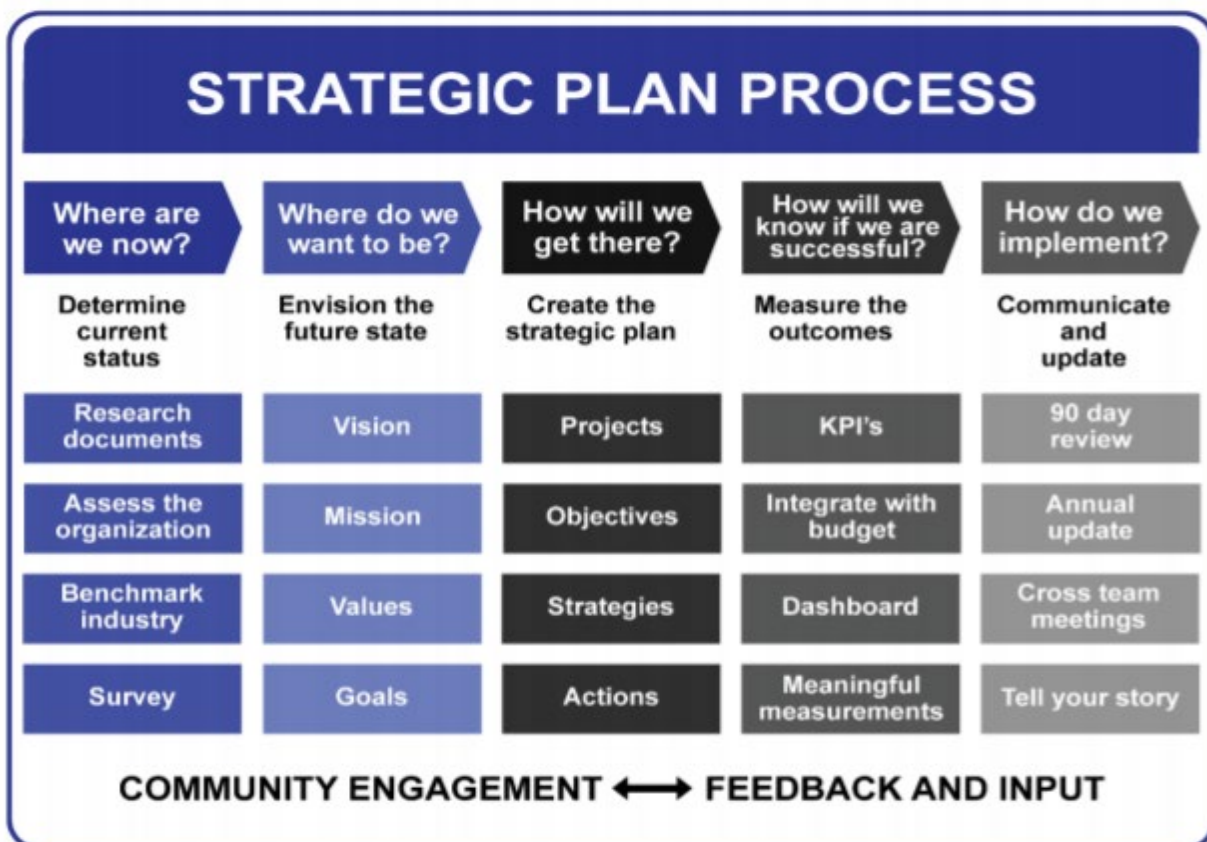 STRATEGIC PLAN PROCESS
Where are
we now?
Where do we
want to be?
How will we
get there?
How will we
know if we are
successful?
How do we
implement?
Determine
current
status
Envision the
future state
Create the
strategic plan
Measure the
outcomes
Communicate
and
update
Research
documents
Vision
Projects
KPI's
90 day
review
Assess the
organization
Mission
Objectives
Integrate with
budget
Annual
update
Benchmark
industry
Values
Strategies
Dashboard
Cross team
meetings
Survey
Goals
Actions
Meaningful
measurements
Tell your story
COMMUNITY ENGAGEMENT ↔ FEEDBACK AND INPUT